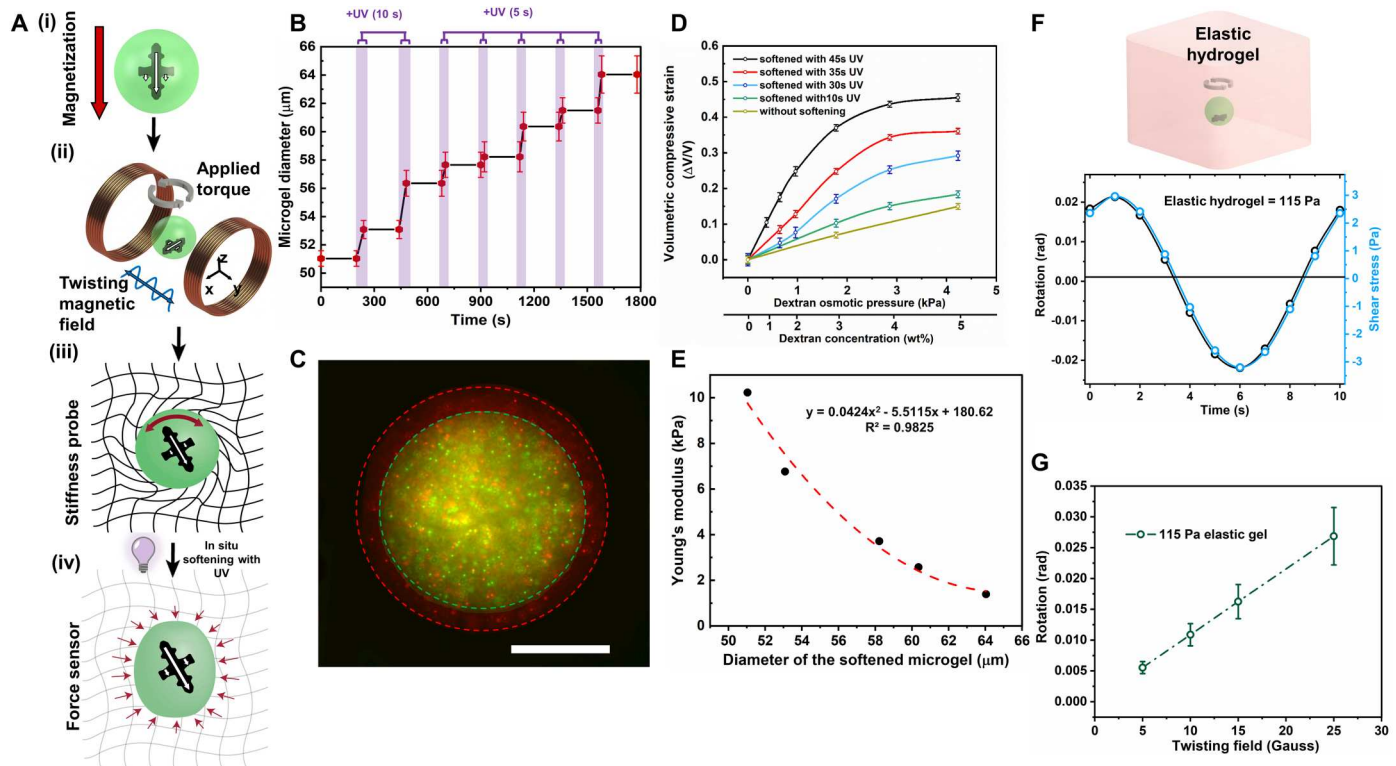 A
(i)
Magnetization
(ii)
Applied
torque
z
x
y
Twisting
magnetic
field
(iii)
Stiffness probe
In situ
softening with
UV
(iv)
Force sensor
B
+UV (10 s)
+UV (5 s)
Microgel diameter (μm)
66
64
62
60
58
56
54
52
50
0
300
600
900
1200
1500
1800
Time (s)
C
D
Volumetric compressive strain
(ΔV/V)
0.6
0.5
0.4
0.3
0.2
0.1
0.0
softened with 45s UV
softened with 35s UV
softened with 30s UV
softened with10s UV
without softening
0
1
2
3
4
5
Dextran osmotic pressure (kPa)
0
1
2
3
4
5
Dextran concentration (wt%)
E
Young's modulus (kPa)
10
8
6
4
2
0
y = 0.0424x² - 5.5115x + 180.62
R² = 0.9825
50
52
54
56
58
60
62
64
66
Diameter of the softened microgel (μm)
F
Elastic
hydrogel
Rotation (rad)
0.02
0.01
0.00
-0.01
-0.02
Elastic hydrogel = 115 Pa
3
2
1
0
-1
-2
-3
Shear stress (Pa)
0
2
4
6
8
10
Time (s)
G
Rotation (rad)
0.035
0.030
0.025
0.020
0.015
0.010
0.005
0.000
115 Pa elastic gel
0
5
10
15
20
25
30
Twisting field (Gauss)